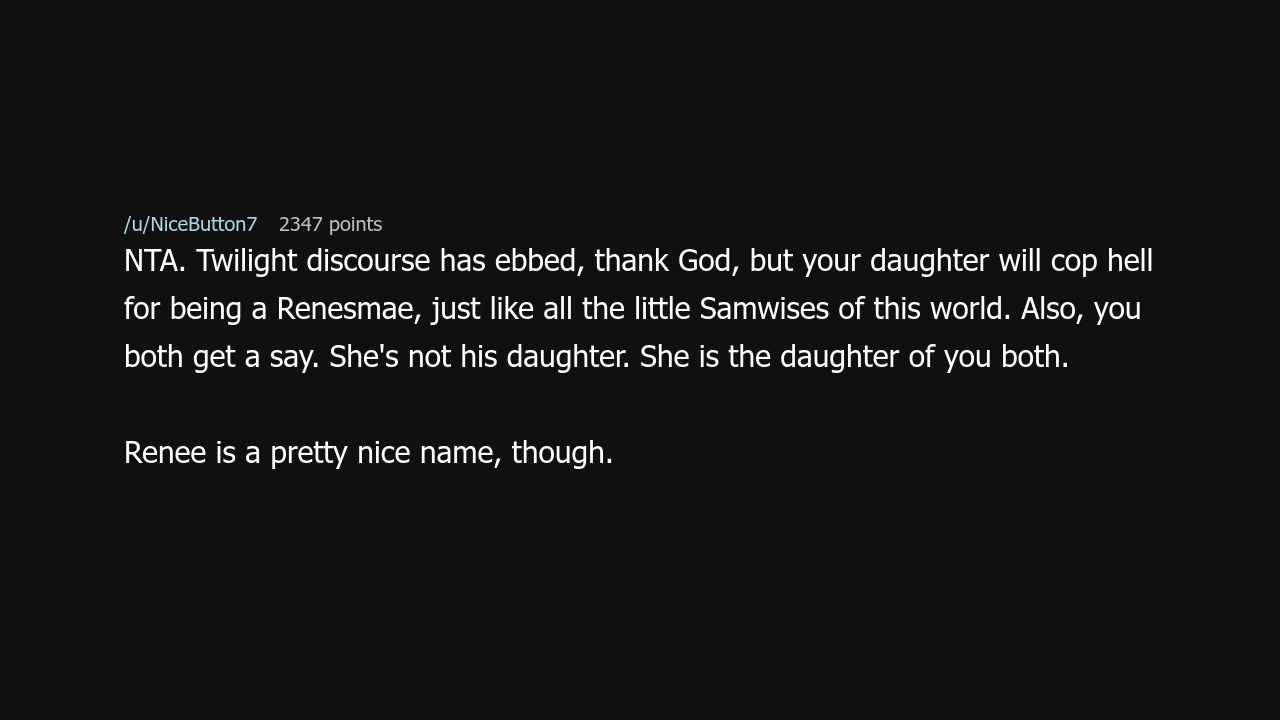 /u/NiceButton7 2347 points
NTA. Twilight discourse has ebbed, thank God, but your daughter will cop hell
for being a Renesmae, just like all the little Samwises of this world. Also, you
both get a say. She's not his daughter. She is the daughter of you both.
Renee is a pretty nice name, though.